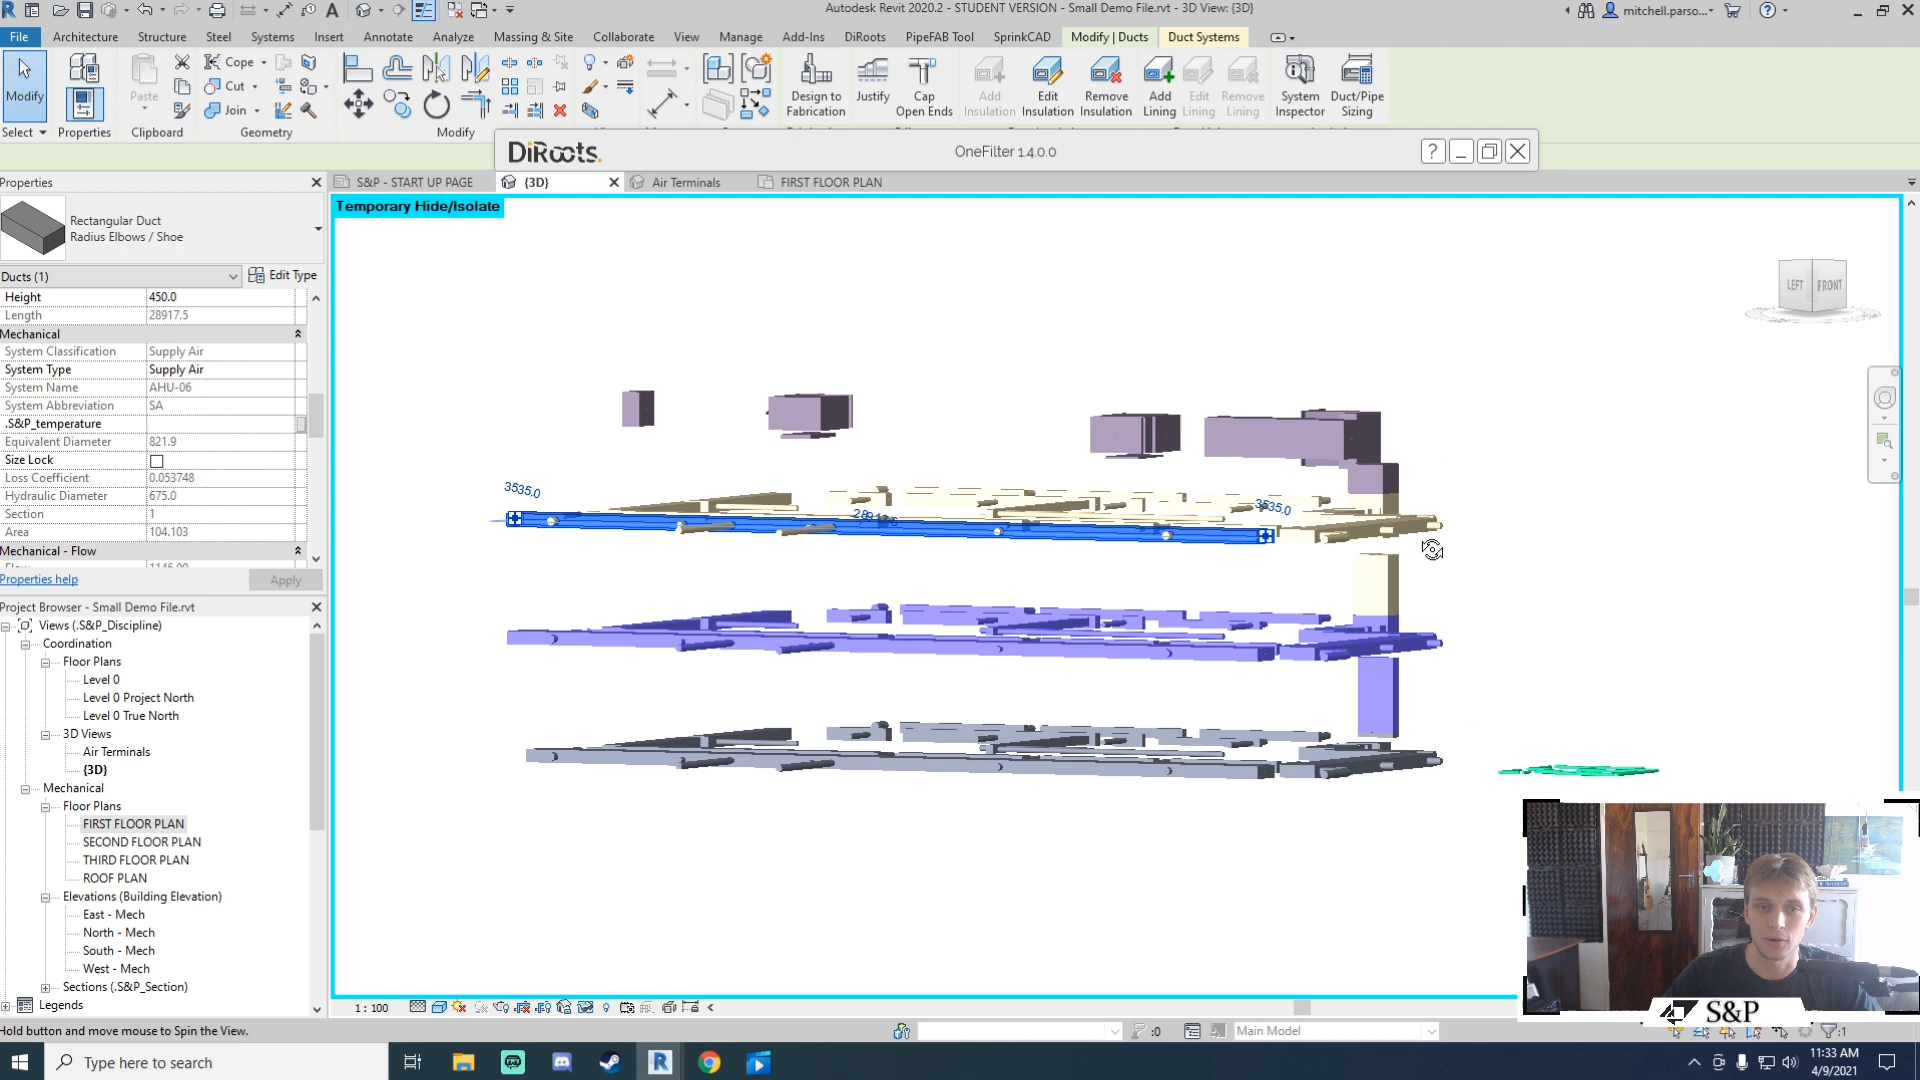 Autodesk Revit 2020.2 - STUDENT VERSION - Small Demo File.rvt - 3D View: {3D}
mitchell.parso...
File Architecture Structure Steel Systems Insert Annotate Analyze Massing & Site Collaborate View Manage Add-Ins DiRoots PipeFAB Tool SprinkCAD Modify | Ducts Duct Systems
Modify
Paste
Cope
Cut
Join
Design to Fabrication
Justify
Cap Open Ends
Add Insulation
Edit Insulation
Remove Insulation
Add Lining
Edit Lining
Remove Lining
System Inspector
Duct/Pipe Sizing
Select Properties Clipboard Geometry Modify
DiRoots. OneFilter 1.4.0.0
Properties
S&P - START UP PAGE {3D} Air Terminals FIRST FLOOR PLAN
Temporary Hide/Isolate
Rectangular Duct
Radius Elbows / Shoe
Ducts (1) Edit Type
Height 450.0
Length 28917.5
Mechanical
System Classification Supply Air
System Type Supply Air
System Name AHU-06
System Abbreviation SA
.S&P_temperature
Equivalent Diameter 821.9
Size Lock
Loss Coefficient 0.053748
Hydraulic Diameter 675.0
Section 1
Area 104.103
Mechanical - Flow
Properties help Apply
3535.0
3535.0
LEFT FRONT
Project Browser - Small Demo File.rvt
Views (.S&P_Discipline)
Coordination
Floor Plans
Level 0
Level 0 Project North
Level 0 True North
3D Views
Air Terminals
{3D}
Mechanical
Floor Plans
FIRST FLOOR PLAN
SECOND FLOOR PLAN
THIRD FLOOR PLAN
ROOF PLAN
Elevations (Building Elevation)
East - Mech
North - Mech
South - Mech
West - Mech
Sections (.S&P_Section)
Legends
1 : 100
S&P
Hold button and move mouse to Spin the View.
:0
Main Model
:1
Type here to search
11:33 AM
4/9/2021